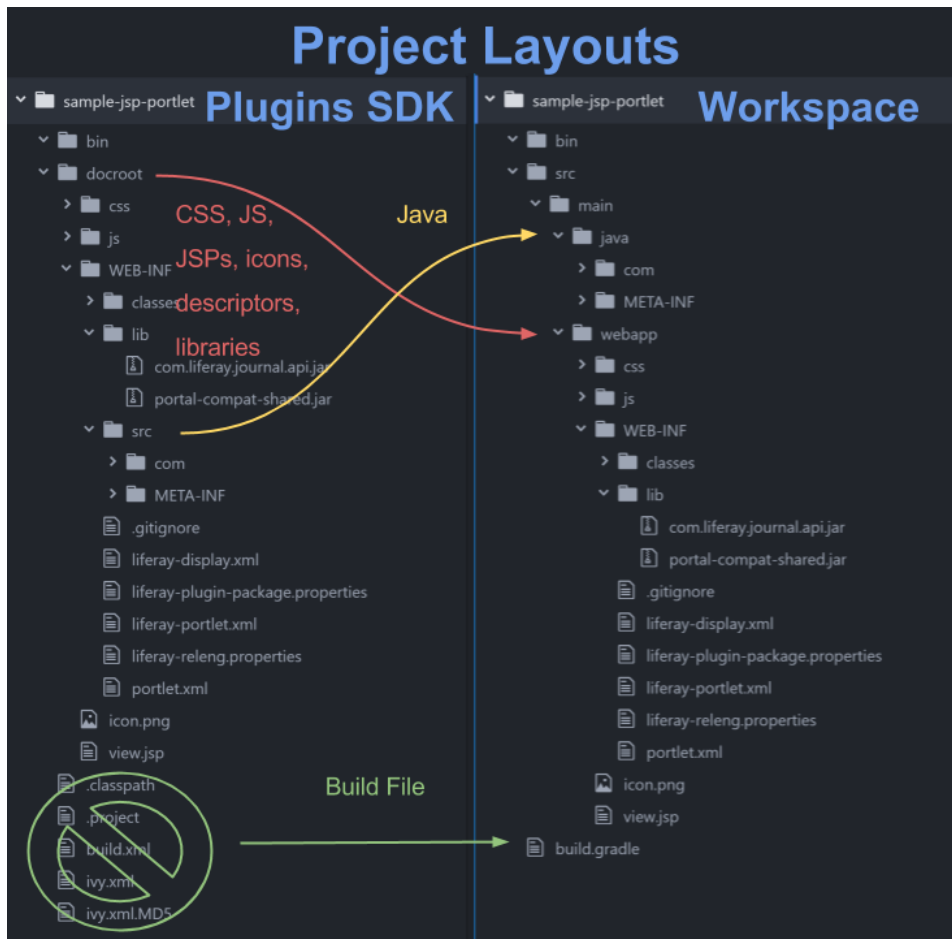 Project Layouts
sample-jsp-portlet
Plugins SDK
bin
docroot
css
js
WEB-INF
classes
lib
com.liferay.journal.api.jar
portal-compat-shared.jar
src
com
META-INF
.gitignore
liferay-display.xml
liferay-plugin-package.properties
liferay-portlet.xml
liferay-releng.properties
portlet.xml
icon.png
view.jsp
.classpath
.project
build.xml
ivy.xml
ivy.xml.MD5
CSS, JS,
JSPs, icons,
descriptors,
libraries
Java
Build File
sample-jsp-portlet
Workspace
bin
src
main
java
com
META-INF
webapp
css
js
WEB-INF
classes
lib
com.liferay.journal.api.jar
portal-compat-shared.jar
.gitignore
liferay-display.xml
liferay-plugin-package.properties
liferay-portlet.xml
liferay-releng.properties
portlet.xml
icon.png
view.jsp
build.gradle